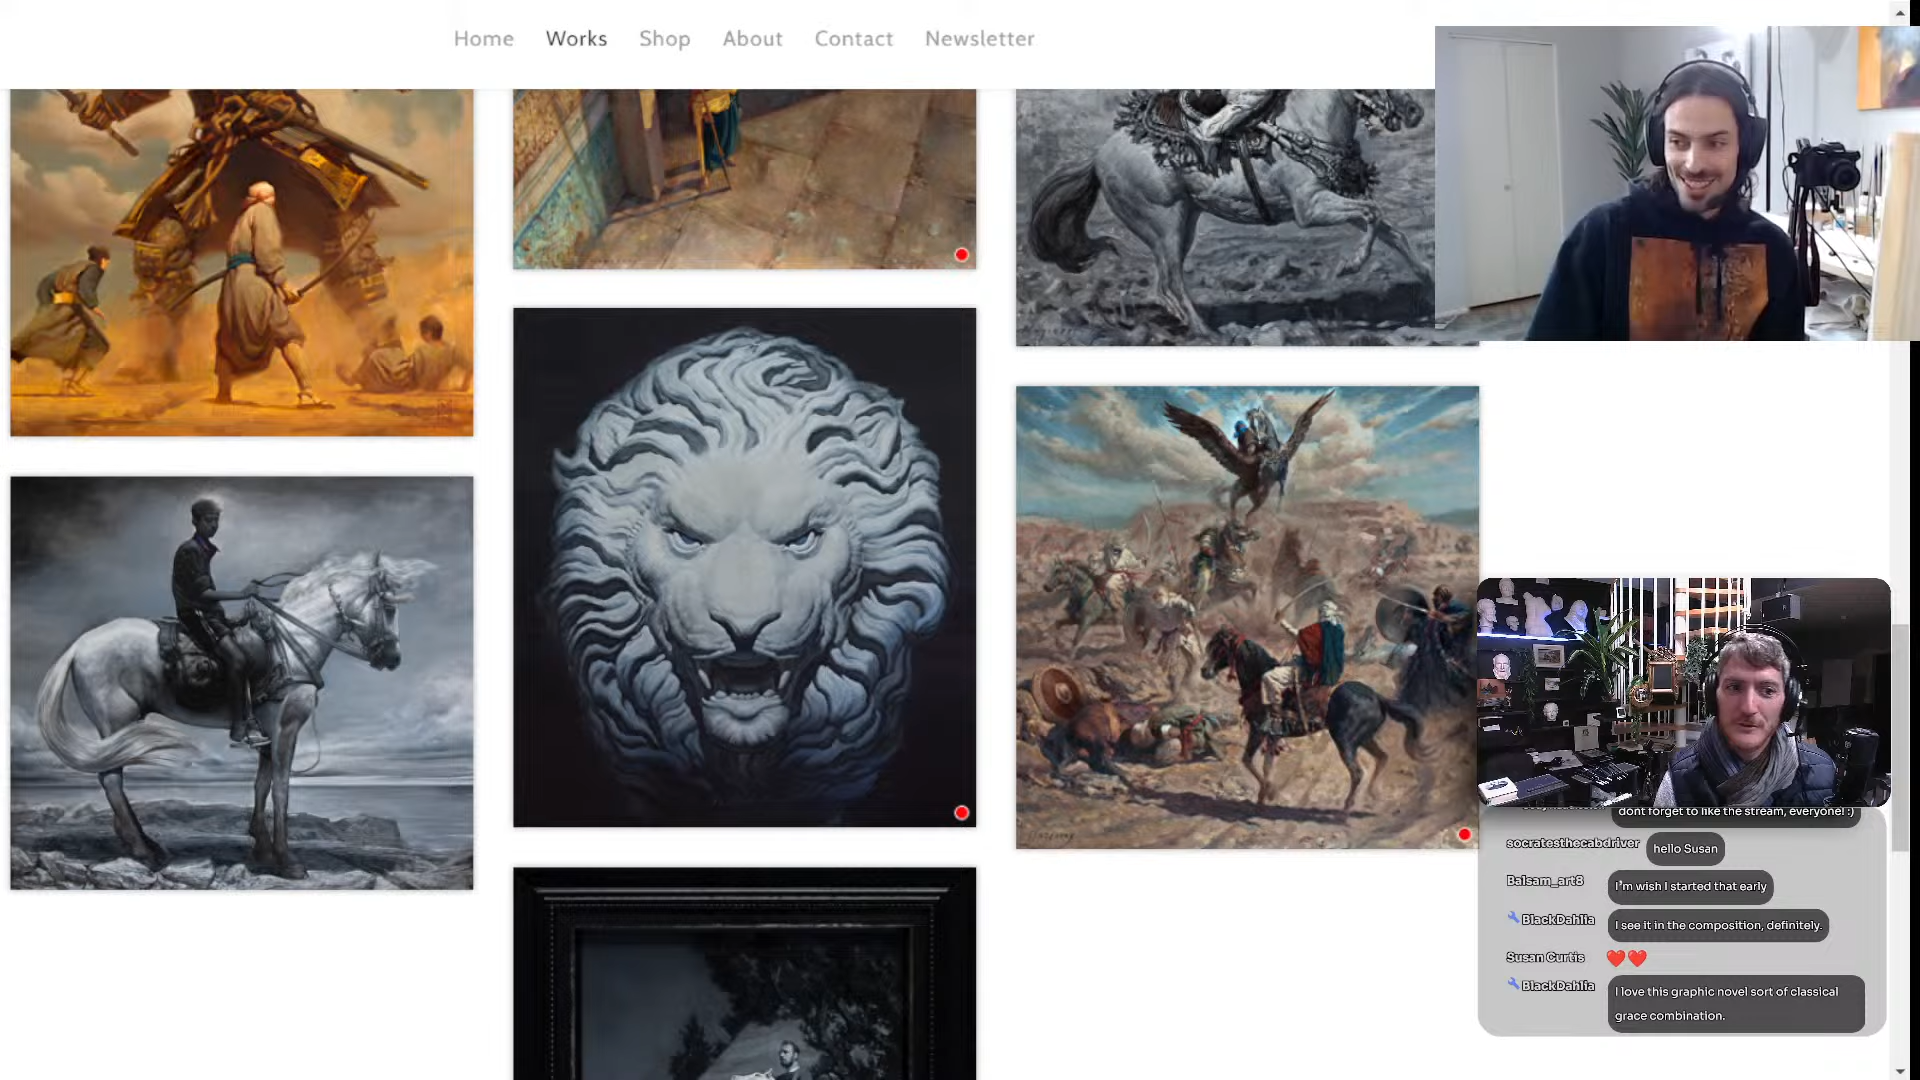 Home Works Shop About Contact Newsletter
dont forget to like the stream, everyone! :)
socratesthecabdriver hello Susan
Balsam_art8 I'm wish I started that early
BlackDahlia I see it in the composition, definitely.
Susan Curtis
BlackDahlia I love this graphic novel sort of classical
grace combination.